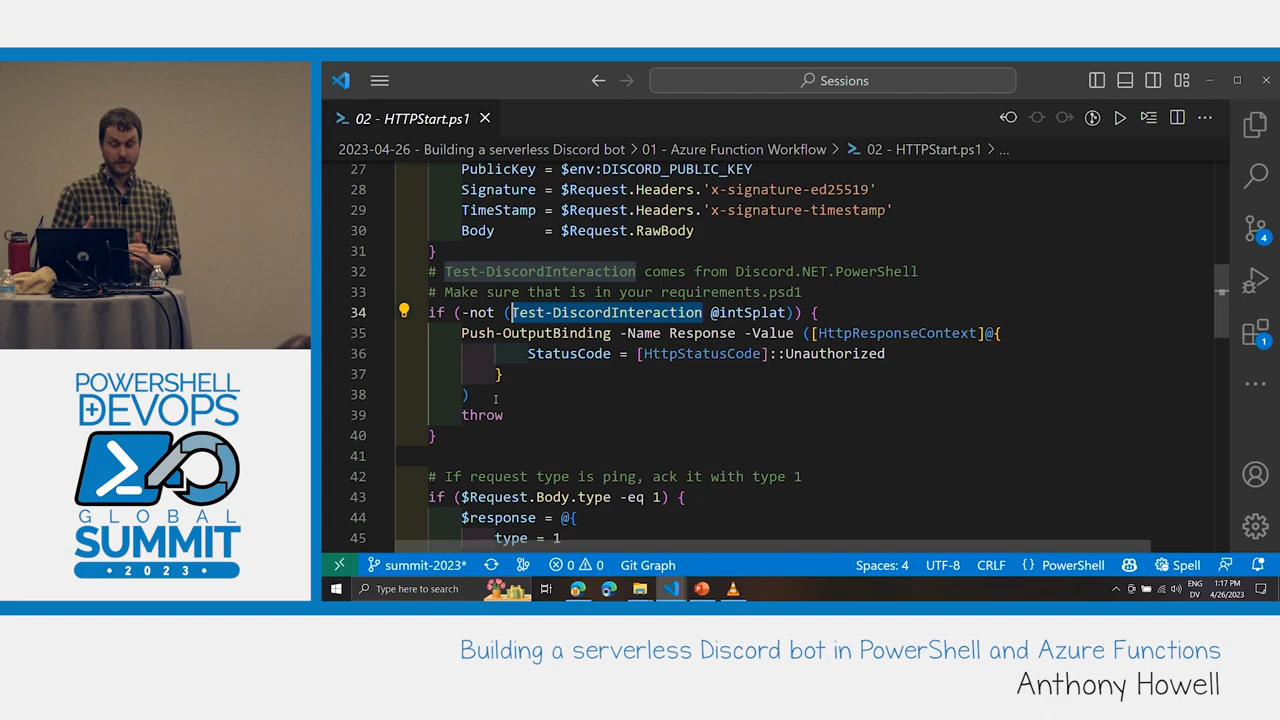 Sessions
02 - HTTPStart.ps1
2023-04-26 - Building a serverless Discord bot > 01 - Azure Function Workflow > 02 - HTTPStart.ps1 > ...
27 PublicKey = $env:DISCORD_PUBLIC_KEY
28 Signature = $Request.Headers.'x-signature-ed25519'
29 TimeStamp = $Request.Headers.'x-signature-timestamp'
30 Body = $Request.RawBody
31 }
32 # Test-DiscordInteraction comes from Discord.NET.PowerShell
33 # Make sure that is in your requirements.psd1
34 if (-not (Test-DiscordInteraction @intSplat)) {
35 Push-OutputBinding -Name Response -Value ([HttpResponseContext]@{
36 StatusCode = [HttpStatusCode]::Unauthorized
37 }
38 )
39 throw
40 }
41
42 # If request type is ping, ack it with type 1
43 if ($Request.Body.type -eq 1) {
44 $response = @{
45 type = 1
4
1
summit-2023* 0 0 Git Graph Spaces: 4 UTF-8 CRLF {} PowerShell Spell
Type here to search
ENG
DV
1:17 PM
4/26/2023
POWERSHELL
+DEVOPS
GLOBAL
SUMMIT
• 2023 •
Building a serverless Discord bot in PowerShell and Azure Functions
Anthony Howell